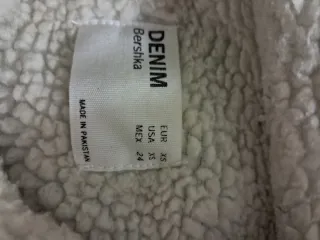 DENIM
Bershka
EUR XS
USA XS
MEX 24
MADE IN PAKISTAN